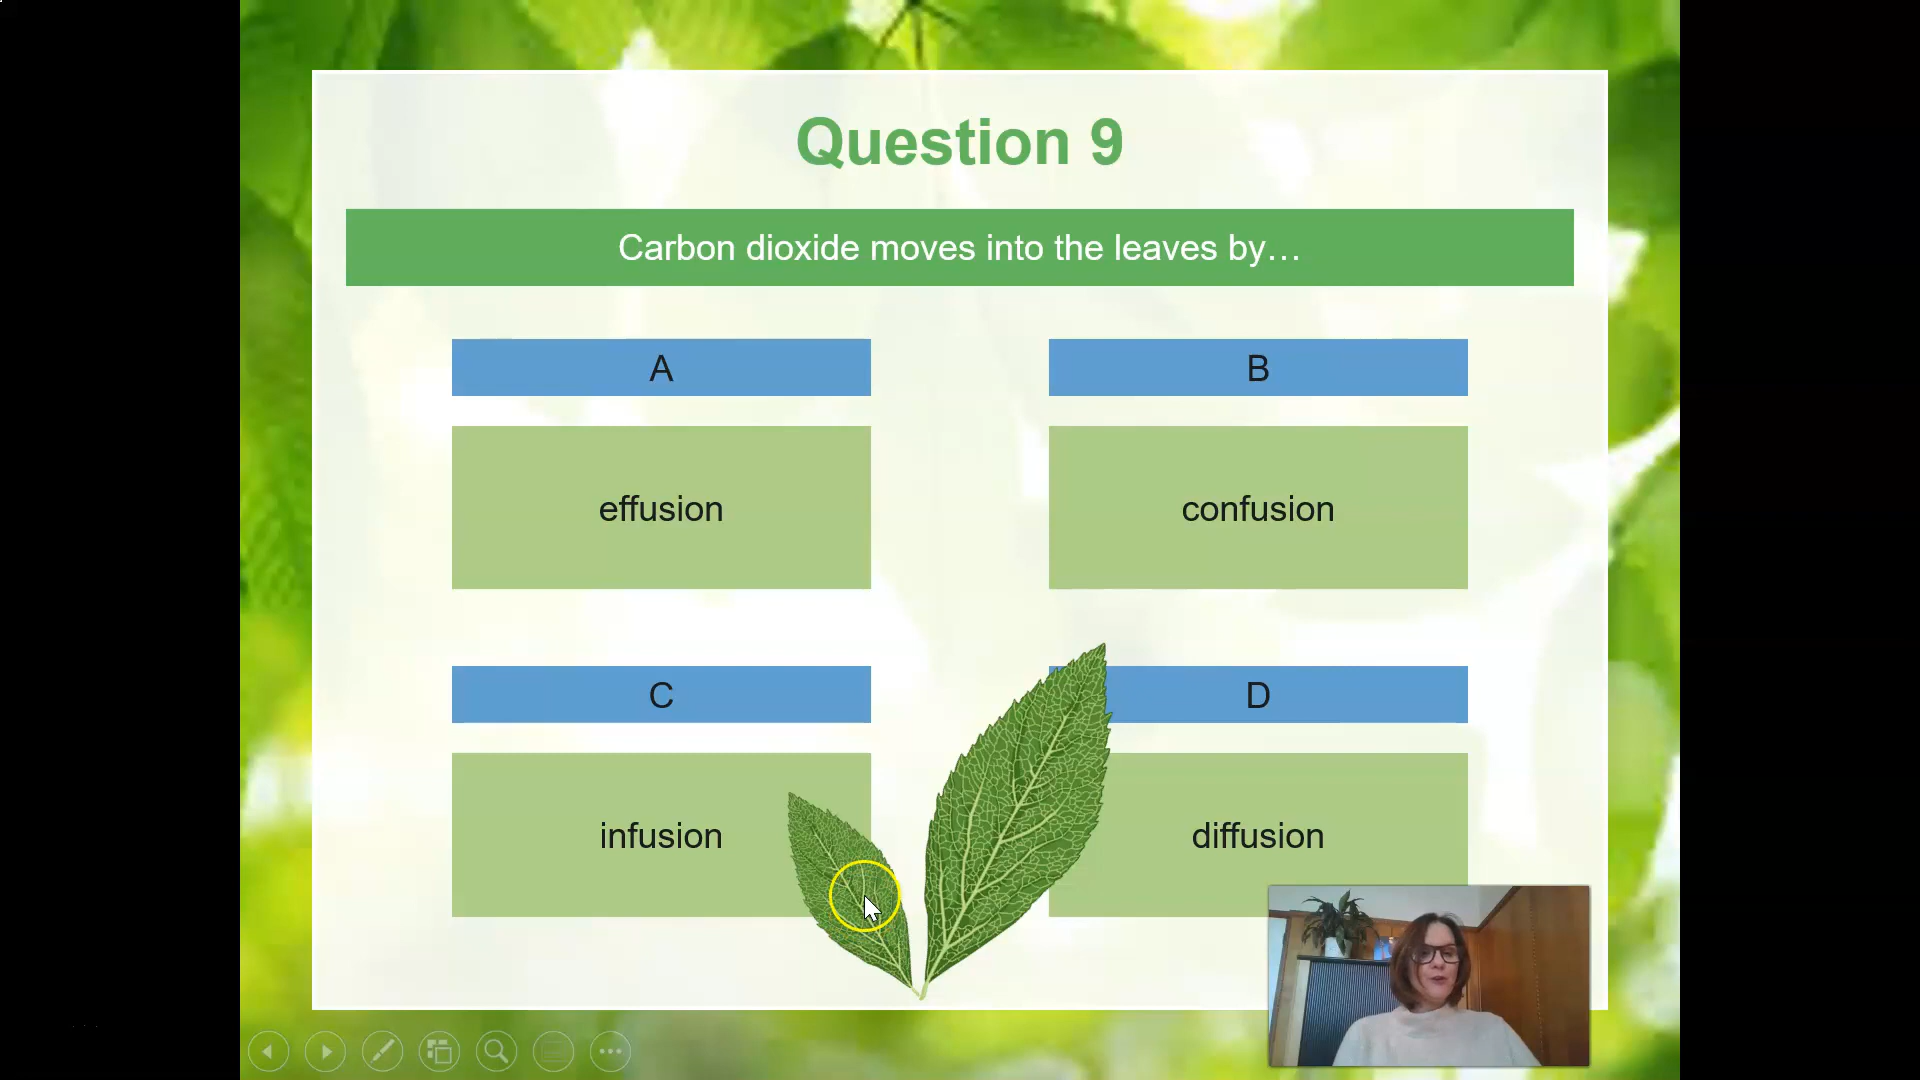 Question 9
Carbon dioxide moves into the leaves by…
A
B
effusion
confusion
C
D
infusion
diffusion